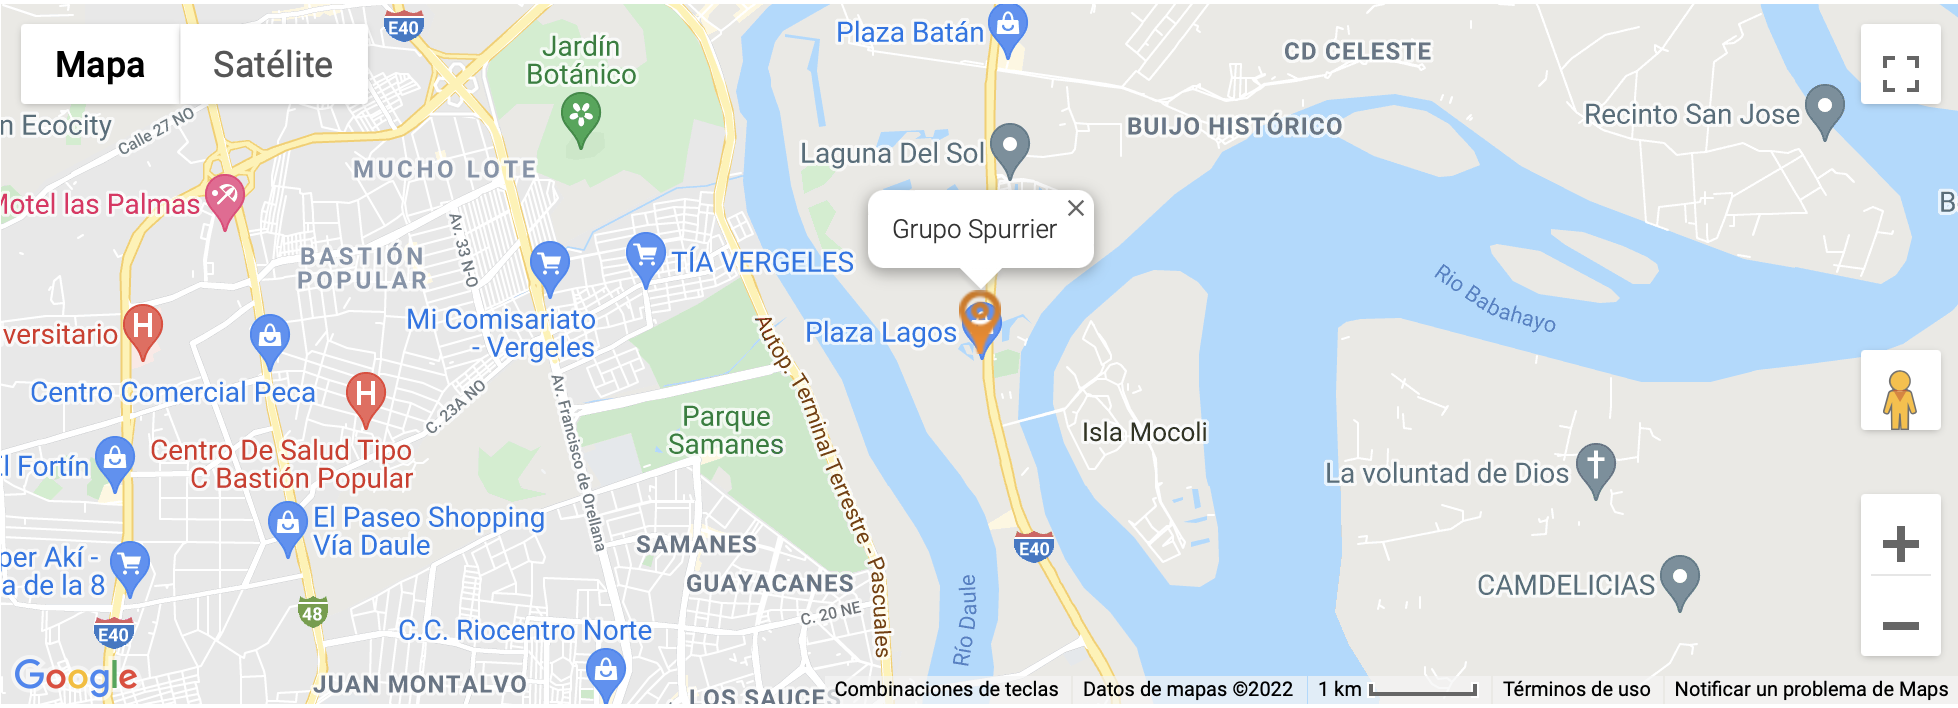 E40
Plaza Batán
Jardín
Botánico
CD CELESTE
Mapa
Satélite
n Ecocity
Calle 27 NO
Recinto San Jose
BUIJO HISTÓRICO
MUCHO LOTE
Laguna Del Sol
Motel las Palmas
B
Av. 33 N-O
Grupo Spurrier
BASTIÓN
POPULAR
TÍA VERGELES
Rio Babahayo
Mi Comisariato
- Vergeles
versitario
H
Plaza Lagos
Autop. Terminal Terrestre - Pascuales
Centro Comercial Peca
H
C. 23A NO
Av. Francisco de Orellana
Parque
Samanes
Isla Mocoli
Centro De Salud Tipo
C Bastión Popular
El Fortín
La voluntad de Dios
El Paseo Shopping
Vía Daule
SAMANES
E40
per Akí -
a de la 8
GUAYACANES
CAMDELICIAS
48
C. 20 NE
Río Daule
E40
C.C. Riocentro Norte
Google
JUAN MONTALVO
LOS SAUCES
Combinaciones de teclas
Datos de mapas ©2022
1 km
Términos de uso
Notificar un problema de Maps